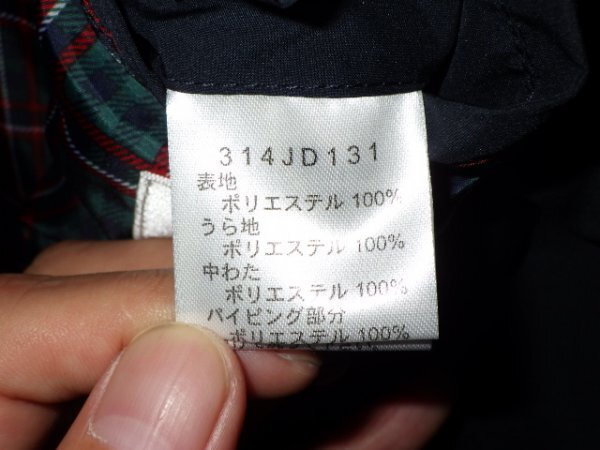 314JD131
表地
ポリエステル 100%
うら地
ポリエステル 100%
中わた
ポリエステル 100%
パイピング部分
ポリエステル 100%